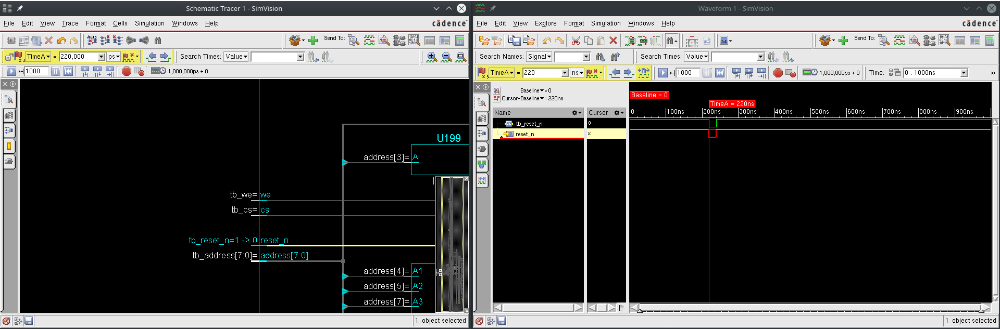 Schematic Tracer 1 - SimVision
File Edit View Trace Format Cells Simulation Windows Help
cādence
Auto
Send To:
TimeA = 220,000 ps
Search Times: Value
1000
1,000,000ps + 0
U199
address[3]= A
tb_we= we
tb_cs= cs
tb_reset_n=1 -> 0 reset_n
tb_address[7:0]= address[7:0]
address[4]= A1
address[5]= A2
address[7]= A3
1 object selected
Waveform 1 - SimVision
File Edit View Explore Format Simulation Windows Help
cādence
Send To:
Search Names: Signal
Search Times: Value
TimeA = 220 ns
1000
1,000,000ps + 0
Time: 0 : 1000ns
»
Baseline = 0
Cursor-Baseline = 220ns
Baseline = 0
TimeA = 220ns
Name Cursor
0 100ns 200ns 300ns 400ns 500ns 600ns 700ns 800ns 900ns
tb_reset_n 0
reset_n x
1 object selected